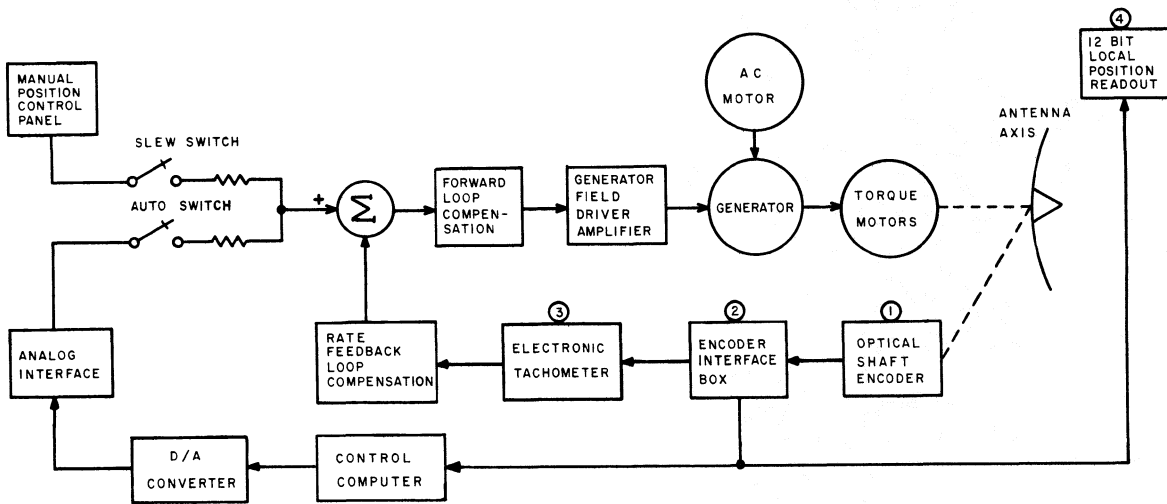 4
12 BIT
LOCAL
POSITION
READOUT
MANUAL
POSITION
CONTROL
PANEL
AC
MOTOR
ANTENNA
AXIS
SLEW SWITCH
AUTO SWITCH
+
Σ
FORWARD
LOOP
COMPEN-
SATION
GENERATOR
FIELD
DRIVER
AMPLIFIER
GENERATOR
TORQUE
MOTORS
ANALOG
INTERFACE
RATE
FEEDBACK
LOOP
COMPENSATION
3
ELECTRONIC
TACHOMETER
2
ENCODER
INTERFACE
BOX
1
OPTICAL
SHAFT
ENCODER
D/A
CONVERTER
CONTROL
COMPUTER